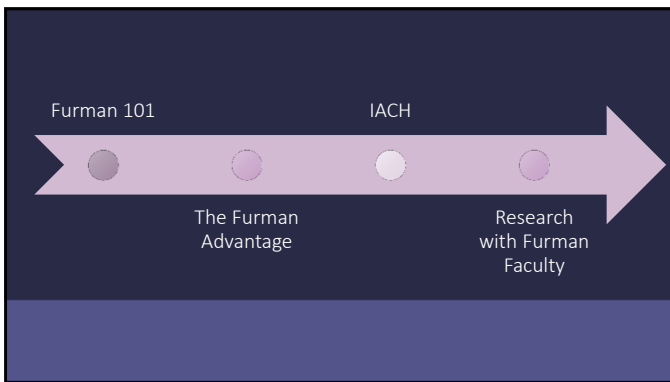 Furman 101
The Furman
Advantage
IACH
Research
with Furman
Faculty